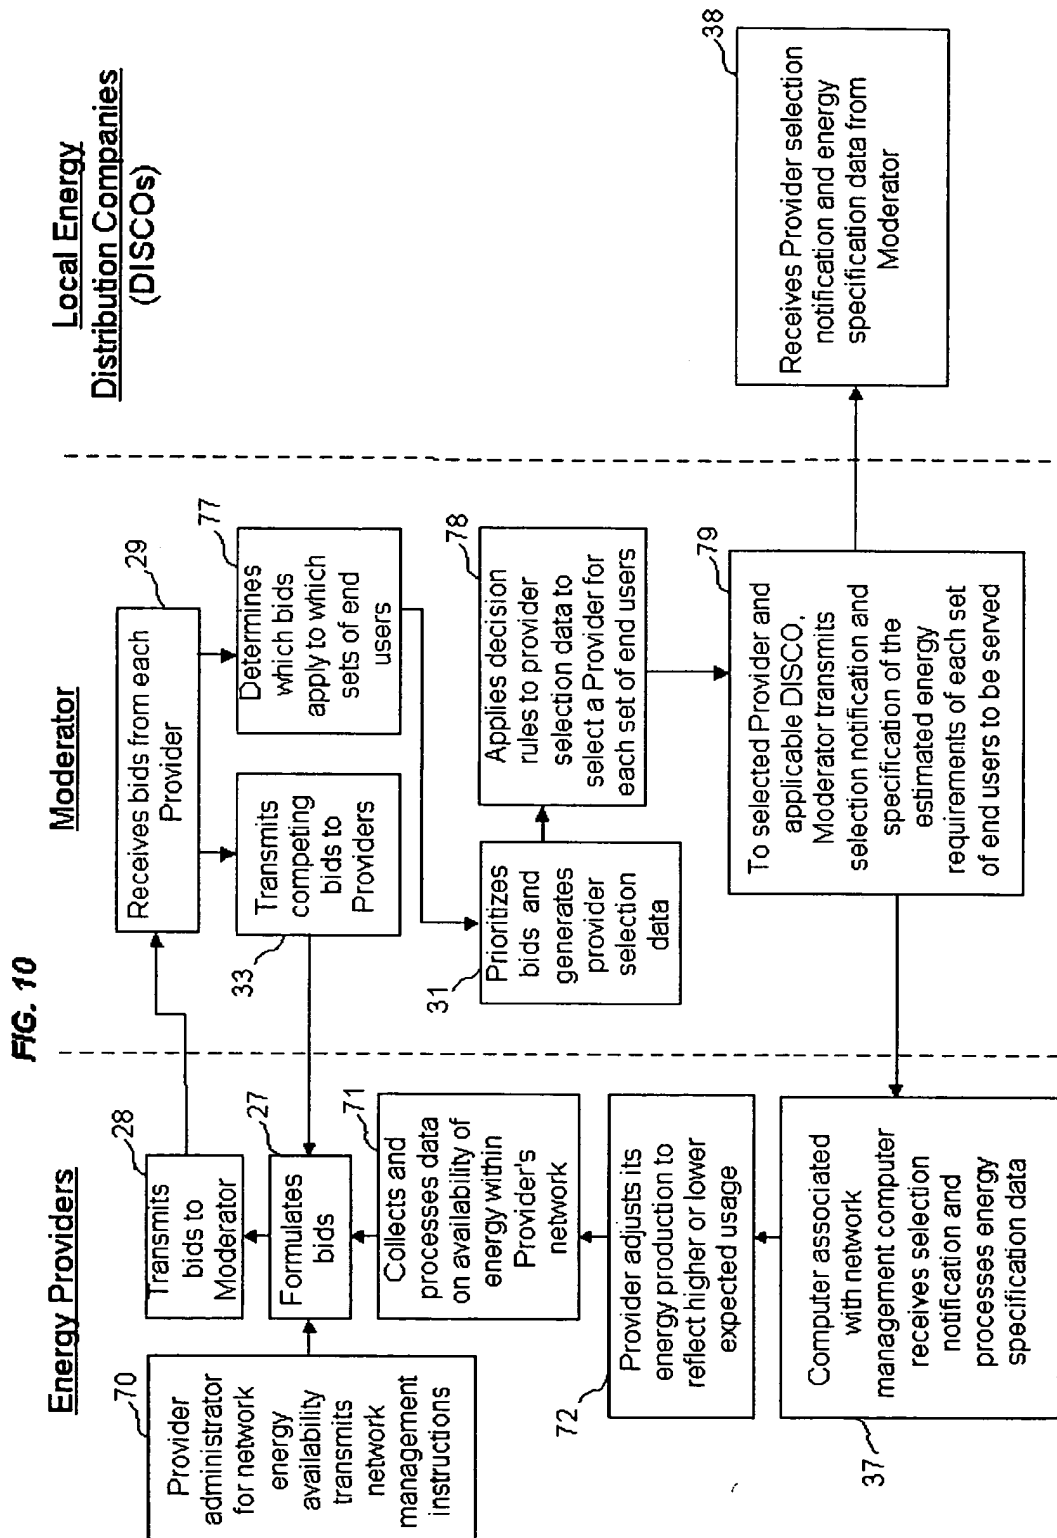 FIG. 10
Energy Providers
Moderator
Local Energy
Distribution Companies
(DISCOs)
70
Provider
administrator
for network
energy
availability
transmits
network
management
instructions
28
Transmits
bids to
Moderator
27
Formulates
bids
71
Collects and
processes data
on availability of
energy within
Provider's
network
72
Provider adjusts its
energy production to
reflect higher or lower
expected usage
37
Computer associated
with network
management computer
receives selection
notification and
processes energy
specification data
29
Receives bids from each
Provider
33
Transmits
competing
bids to
Providers
77
Determines
which bids
apply to which
sets of end
users
31
Prioritizes
bids and
generates
provider
selection
data
78
Applies decision
rules to provider
selection data to
select a Provider for
each set of end users
79
To selected Provider and
applicable DISCO,
Moderator transmits
selection notification and
specification of the
estimated energy
requirements of each set
of end users to be served
38
Receives Provider selection
notification and energy
specification data from
Moderator